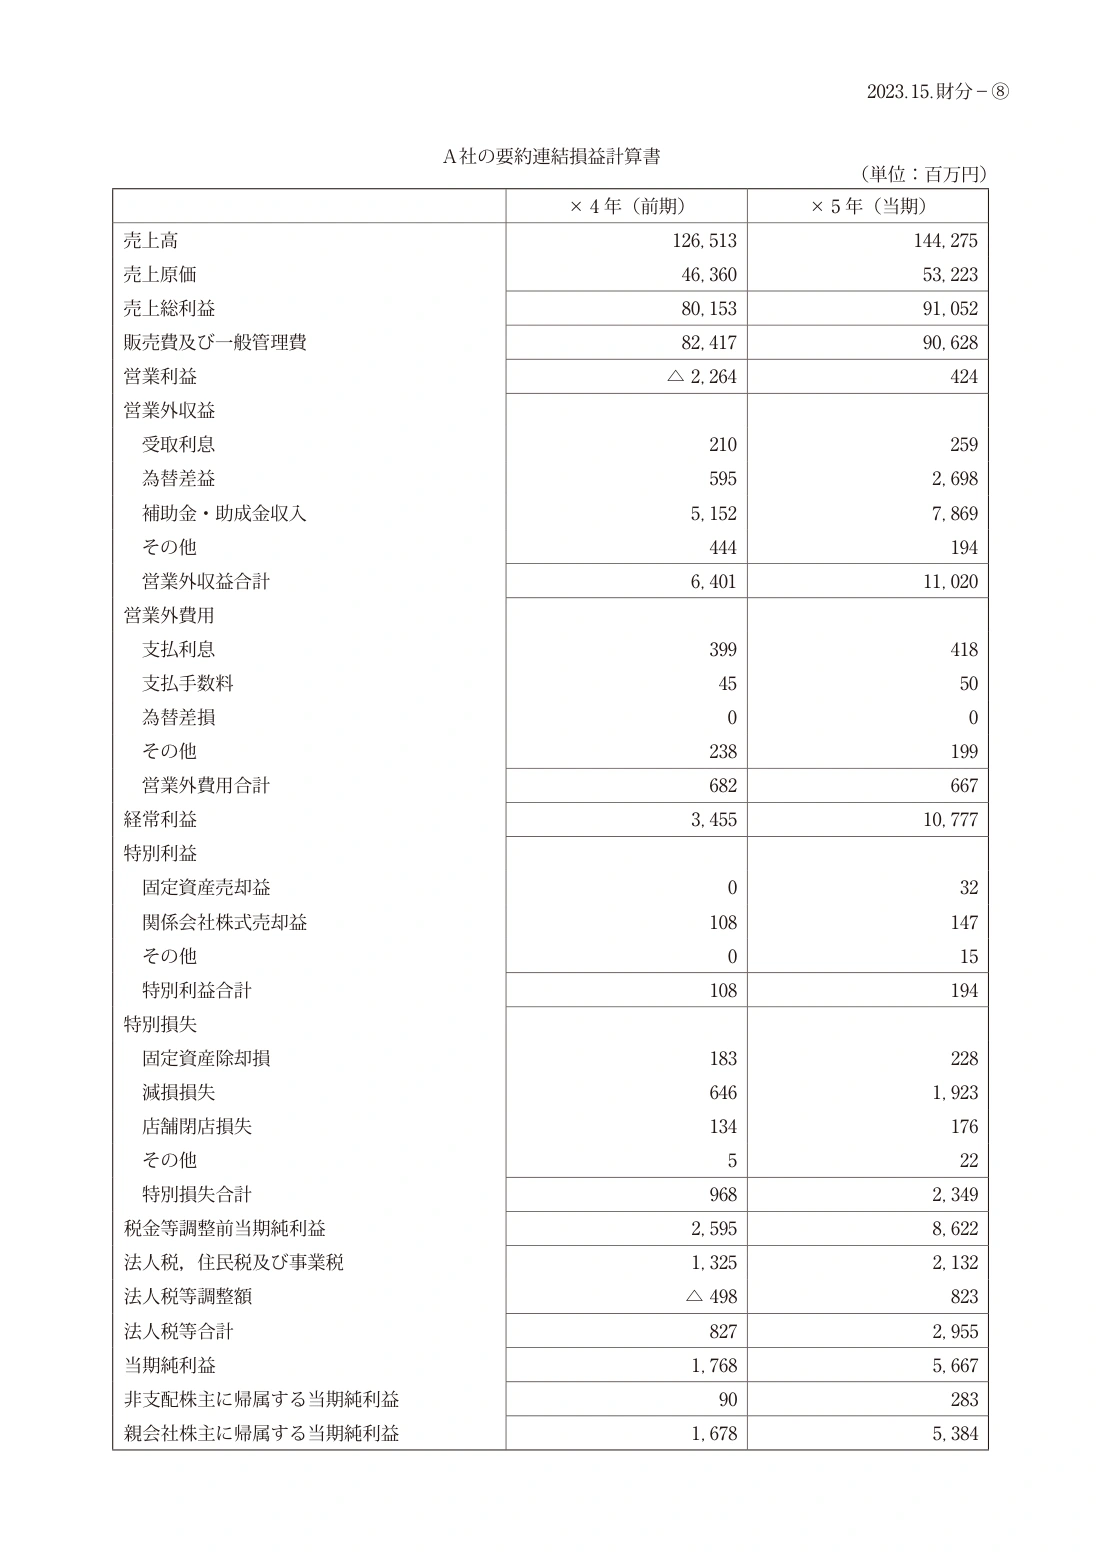 2023.15.財分－⑧
A社の要約連結損益計算書
（単位：百万円）
×4年（前期） ×5年（当期）
売上高 126,513 144,275
売上原価 46,360 53,223
売上総利益 80,153 91,052
販売費及び一般管理費 82,417 90,628
営業利益 △2,264 424
営業外収益
受取利息 210 259
為替差益 595 2,698
補助金・助成金収入 5,152 7,869
その他 444 194
営業外収益合計 6,401 11,020
営業外費用
支払利息 399 418
支払手数料 45 50
為替差損 0 0
その他 238 199
営業外費用合計 682 667
経常利益 3,455 10,777
特別利益
固定資産売却益 0 32
関係会社株式売却益 108 147
その他 0 15
特別利益合計 108 194
特別損失
固定資産除却損 183 228
減損損失 646 1,923
店舗閉店損失 134 176
その他 5 22
特別損失合計 968 2,349
税金等調整前当期純利益 2,595 8,622
法人税，住民税及び事業税 1,325 2,132
法人税等調整額 △498 823
法人税等合計 827 2,955
当期純利益 1,768 5,667
非支配株主に帰属する当期純利益 90 283
親会社株主に帰属する当期純利益 1,678 5,384